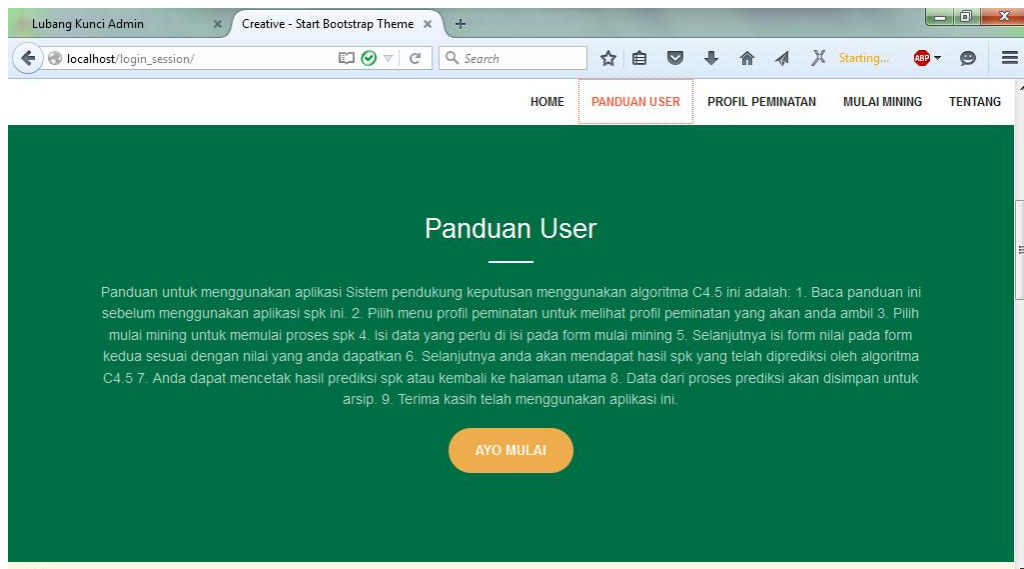 Lubang Kunci Admin
Creative - Start Bootstrap Theme
localhost/login_session/
Search
Starting...
ABP
HOME
PANDUAN USER
PROFIL PEMINATAN
MULAI MINING
TENTANG
Panduan User
Panduan untuk menggunakan aplikasi Sistem pendukung keputusan menggunakan algoritma C4.5 ini adalah: 1. Baca panduan ini
sebelum menggunakan aplikasi spk ini. 2. Pilih menu profil peminatan untuk melihat profil peminatan yang akan anda ambil 3. Pilih
mulai mining untuk memulai proses spk 4. Isi data yang perlu di isi pada form mulai mining 5. Selanjutnya isi form nilai pada form
kedua sesuai dengan nilai yang anda dapatkan 6. Selanjutnya anda akan mendapat hasil spk yang telah diprediksi oleh algoritma
C4.5 7. Anda dapat mencetak hasil prediksi spk atau kembali ke halaman utama 8. Data dari proses prediksi akan disimpan untuk
arsip. 9. Terima kasih telah menggunakan aplikasi ini.
AYO MULAI